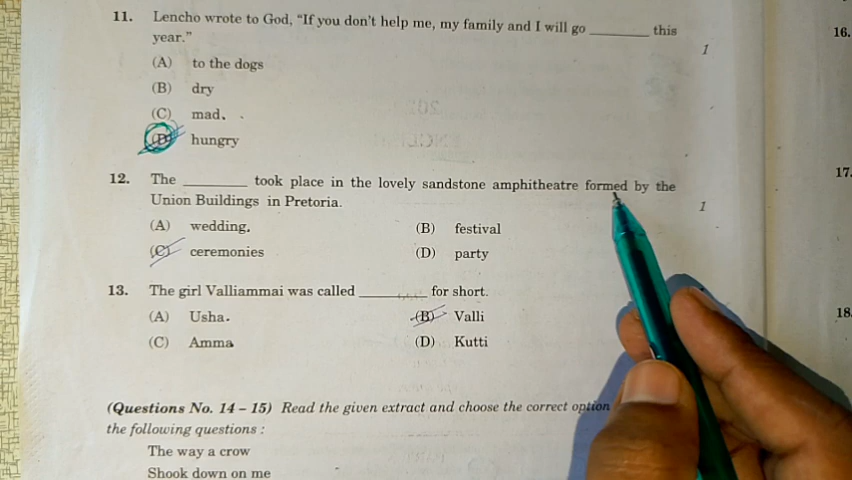 11. Lencho wrote to God, "If you don't help me, my family and I will go ________ this
year." 1
(A) to the dogs
(B) dry
(C) mad.
(D) hungry
12. The ________ took place in the lovely sandstone amphitheatre formed by the
Union Buildings in Pretoria. 1
(A) wedding. (B) festival
(C) ceremonies (D) party
13. The girl Valliammai was called ________ for short.
(A) Usha. (B) Valli
(C) Amma (D) Kutti
(Questions No. 14 – 15) Read the given extract and choose the correct option
the following questions :
The way a crow
Shook down on me
16.
17.
18.